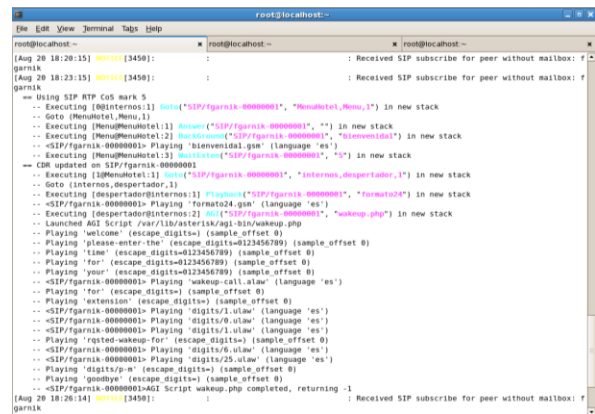 root@localhost:~
File Edit View Terminal Tabs Help
root@localhost:~ root@localhost:~ root@localhost:~
[Aug 20 18:20:15] NOTICE[3450]: : : Received SIP subscribe for peer without mailbox: f
garnik
[Aug 20 18:23:15] NOTICE[3450]: : : Received SIP subscribe for peer without mailbox: f
garnik
== Using SIP RTP CoS mark 5
-- Executing [0@internos:1] Goto("SIP/fgarnik-00000001", "MenuHotel,Menu,1") in new stack
-- Goto (MenuHotel,Menu,1)
-- Executing [Menu@MenuHotel:1] Answer("SIP/fgarnik-00000001", "") in new stack
-- Executing [Menu@MenuHotel:2] BackGround("SIP/fgarnik-00000001", "bienvenida1") in new stack
-- <SIP/fgarnik-00000001> Playing 'bienvenida1.gsm' (language 'es')
-- Executing [Menu@MenuHotel:3] WaitExten("SIP/fgarnik-00000001", "5") in new stack
== CDR updated on SIP/fgarnik-00000001
-- Executing [1@MenuHotel:1] Goto("SIP/fgarnik-00000001", "internos,despertador,1") in new stack
-- Goto (internos,despertador,1)
-- Executing [despertador@internos:1] Playback("SIP/fgarnik-00000001", "formato24") in new stack
-- <SIP/fgarnik-00000001> Playing 'formato24.gsm' (language 'es')
-- Executing [despertador@internos:2] AGI("SIP/fgarnik-00000001", "wakeup.php") in new stack
-- Launched AGI Script /var/lib/asterisk/agi-bin/wakeup.php
-- Playing 'welcome' (escape_digits=) (sample_offset 0)
-- Playing 'please-enter-the' (escape_digits=0123456789) (sample_offset 0)
-- Playing 'time' (escape_digits=0123456789) (sample_offset 0)
-- Playing 'for' (escape_digits=0123456789) (sample_offset 0)
-- Playing 'your' (escape_digits=0123456789) (sample_offset 0)
-- <SIP/fgarnik-00000001> Playing 'wakeup-call.alaw' (language 'es')
-- Playing 'for' (escape_digits=) (sample_offset 0)
-- Playing 'extension' (escape_digits=) (sample_offset 0)
-- <SIP/fgarnik-00000001> Playing 'digits/1.ulaw' (language 'es')
-- <SIP/fgarnik-00000001> Playing 'digits/0.ulaw' (language 'es')
-- <SIP/fgarnik-00000001> Playing 'digits/1.ulaw' (language 'es')
-- Playing 'rqsted-wakeup-for' (escape_digits=) (sample_offset 0)
-- <SIP/fgarnik-00000001> Playing 'digits/6.ulaw' (language 'es')
-- <SIP/fgarnik-00000001> Playing 'digits/25.ulaw' (language 'es')
-- Playing 'digits/p-m' (escape_digits=) (sample_offset 0)
-- Playing 'goodbye' (escape_digits=) (sample_offset 0)
-- <SIP/fgarnik-00000001>AGI Script wakeup.php completed, returning -1
[Aug 20 18:26:14] NOTICE[3450]: : : Received SIP subscribe for peer without mailbox: f
garnik